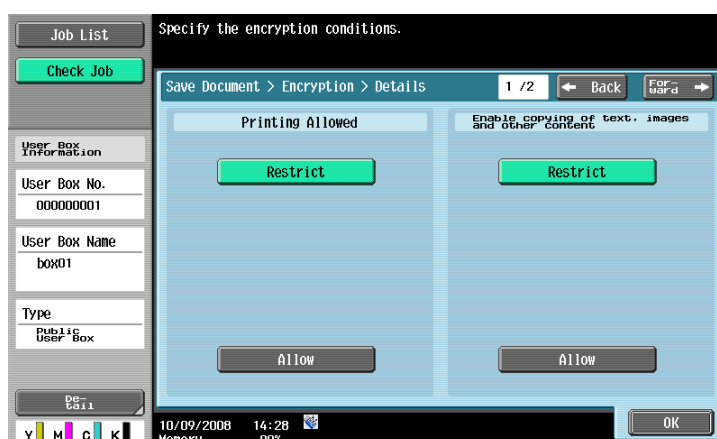 Job List
Check Job
User Box
Information
User Box No.
000000001
User Box Name
box01
Type
Public
User Box
De-
tail
Y M C K
Specify the encryption conditions.
Save Document > Encryption > Details
1 /2
← Back
For-
ward →
Printing Allowed
Restrict
Allow
Enable copying of text, images
and other content
Restrict
Allow
10/09/2008 14:28
Memory 00%
OK